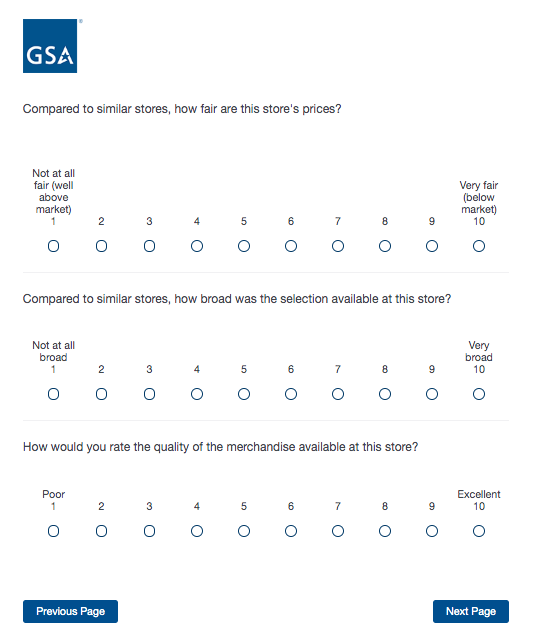 GSA
Compared to similar stores, how fair are this store's prices?
Not at all
fair (well
above
market)
Very fair
(below
market)
1 2 3 4 5 6 7 8 9 10
Compared to similar stores, how broad was the selection available at this store?
Not at all
broad
Very
broad
1 2 3 4 5 6 7 8 9 10
How would you rate the quality of the merchandise available at this store?
Poor Excellent
1 2 3 4 5 6 7 8 9 10
Previous Page Next Page